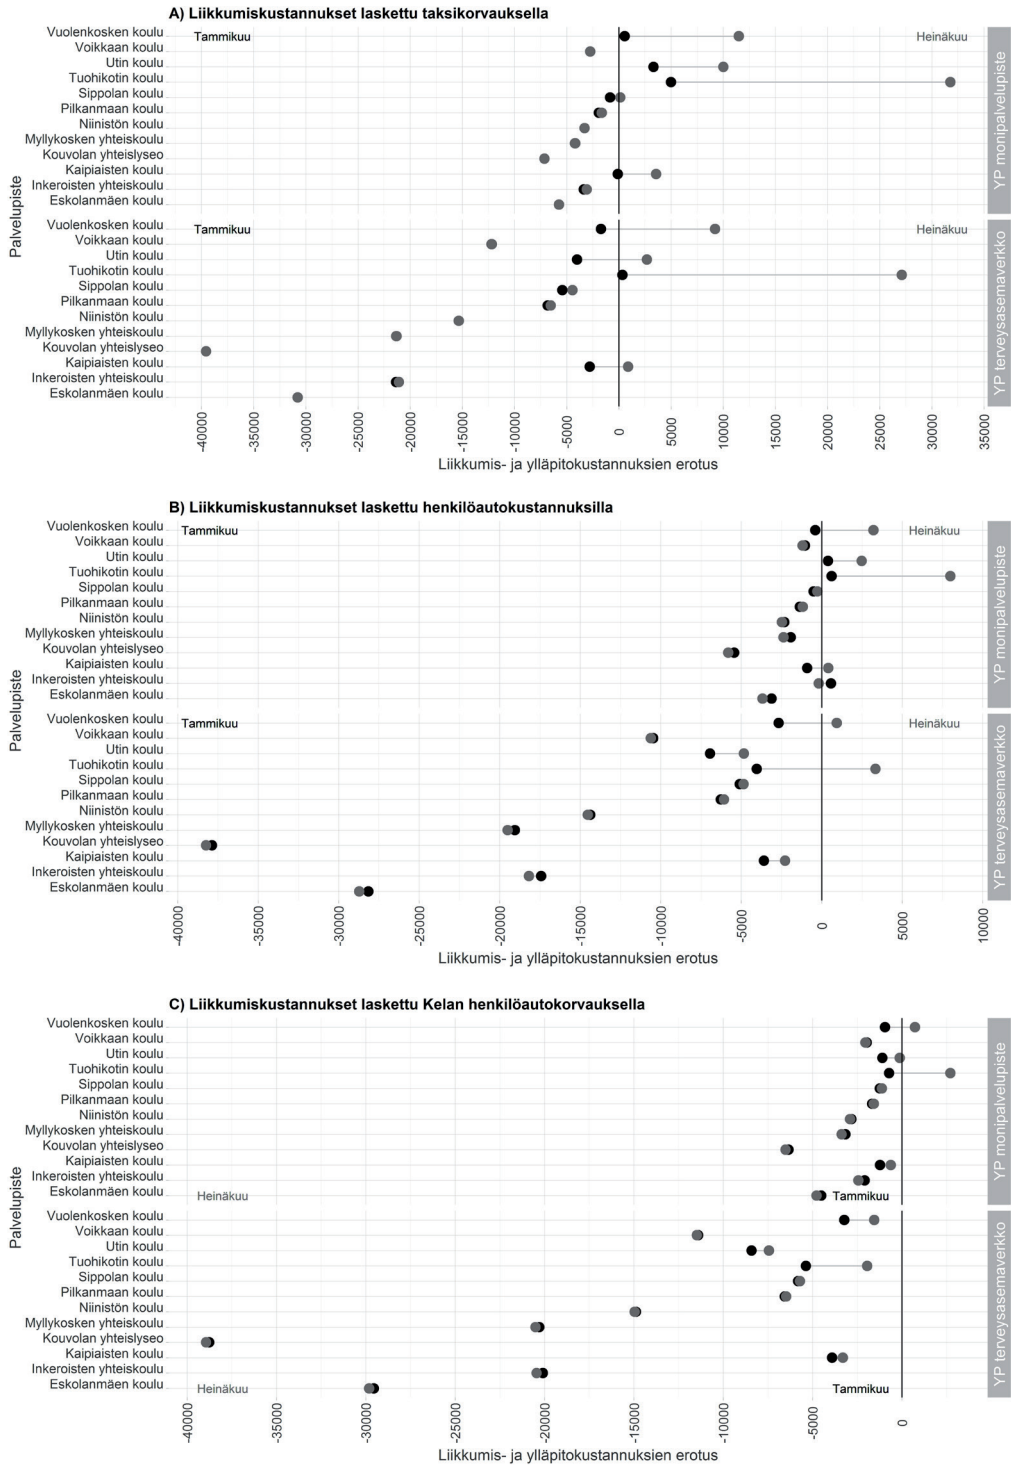 A) Liikkumiskustannukset laskettu taksikorvauksella
Vuolenkosken koulu
Voikkaan koulu
Utin koulu
Tuohikotin koulu
Sippolan koulu
Pilkanmaan koulu
Niinistön koulu
Myllykosken yhteiskoulu
Kouvolan yhteislyseo
Kaipiaisten koulu
Inkeroisten yhteiskoulu
Eskolanmäen koulu
Tammikuu
Heinäkuu
YP monipalvelupiste
Palvelupiste
Vuolenkosken koulu
Voikkaan koulu
Utin koulu
Tuohikotin koulu
Sippolan koulu
Pilkanmaan koulu
Niinistön koulu
Myllykosken yhteiskoulu
Kouvolan yhteislyseo
Kaipiaisten koulu
Inkeroisten yhteiskoulu
Eskolanmäen koulu
Tammikuu
Heinäkuu
YP terveysasemaverkko
-40000
-35000
-30000
-25000
-20000
-15000
-10000
-5000
0
5000
10000
15000
20000
25000
30000
35000
Liikkumis- ja ylläpitokustannuksien erotus
B) Liikkumiskustannukset laskettu henkilöautokustannuksilla
Vuolenkosken koulu
Voikkaan koulu
Utin koulu
Tuohikotin koulu
Sippolan koulu
Pilkanmaan koulu
Niinistön koulu
Myllykosken yhteiskoulu
Kouvolan yhteislyseo
Kaipiaisten koulu
Inkeroisten yhteiskoulu
Eskolanmäen koulu
Tammikuu
Heinäkuu
YP monipalvelupiste
Palvelupiste
Vuolenkosken koulu
Voikkaan koulu
Utin koulu
Tuohikotin koulu
Sippolan koulu
Pilkanmaan koulu
Niinistön koulu
Myllykosken yhteiskoulu
Kouvolan yhteislyseo
Kaipiaisten koulu
Inkeroisten yhteiskoulu
Eskolanmäen koulu
Tammikuu
Heinäkuu
YP terveysasemaverkko
-40000
-35000
-30000
-25000
-20000
-15000
-10000
-5000
0
5000
10000
Liikkumis- ja ylläpitokustannuksien erotus
C) Liikkumiskustannukset laskettu Kelan henkilöautokorvauksella
Vuolenkosken koulu
Voikkaan koulu
Utin koulu
Tuohikotin koulu
Sippolan koulu
Pilkanmaan koulu
Niinistön koulu
Myllykosken yhteiskoulu
Kouvolan yhteislyseo
Kaipiaisten koulu
Inkeroisten yhteiskoulu
Eskolanmäen koulu
Heinäkuu
Tammikuu
YP monipalvelupiste
Palvelupiste
Vuolenkosken koulu
Voikkaan koulu
Utin koulu
Tuohikotin koulu
Sippolan koulu
Pilkanmaan koulu
Niinistön koulu
Myllykosken yhteiskoulu
Kouvolan yhteislyseo
Kaipiaisten koulu
Inkeroisten yhteiskoulu
Eskolanmäen koulu
Heinäkuu
Tammikuu
YP terveysasemaverkko
-40000
-35000
-30000
-25000
-20000
-15000
-10000
-5000
0
Liikkumis- ja ylläpitokustannuksien erotus